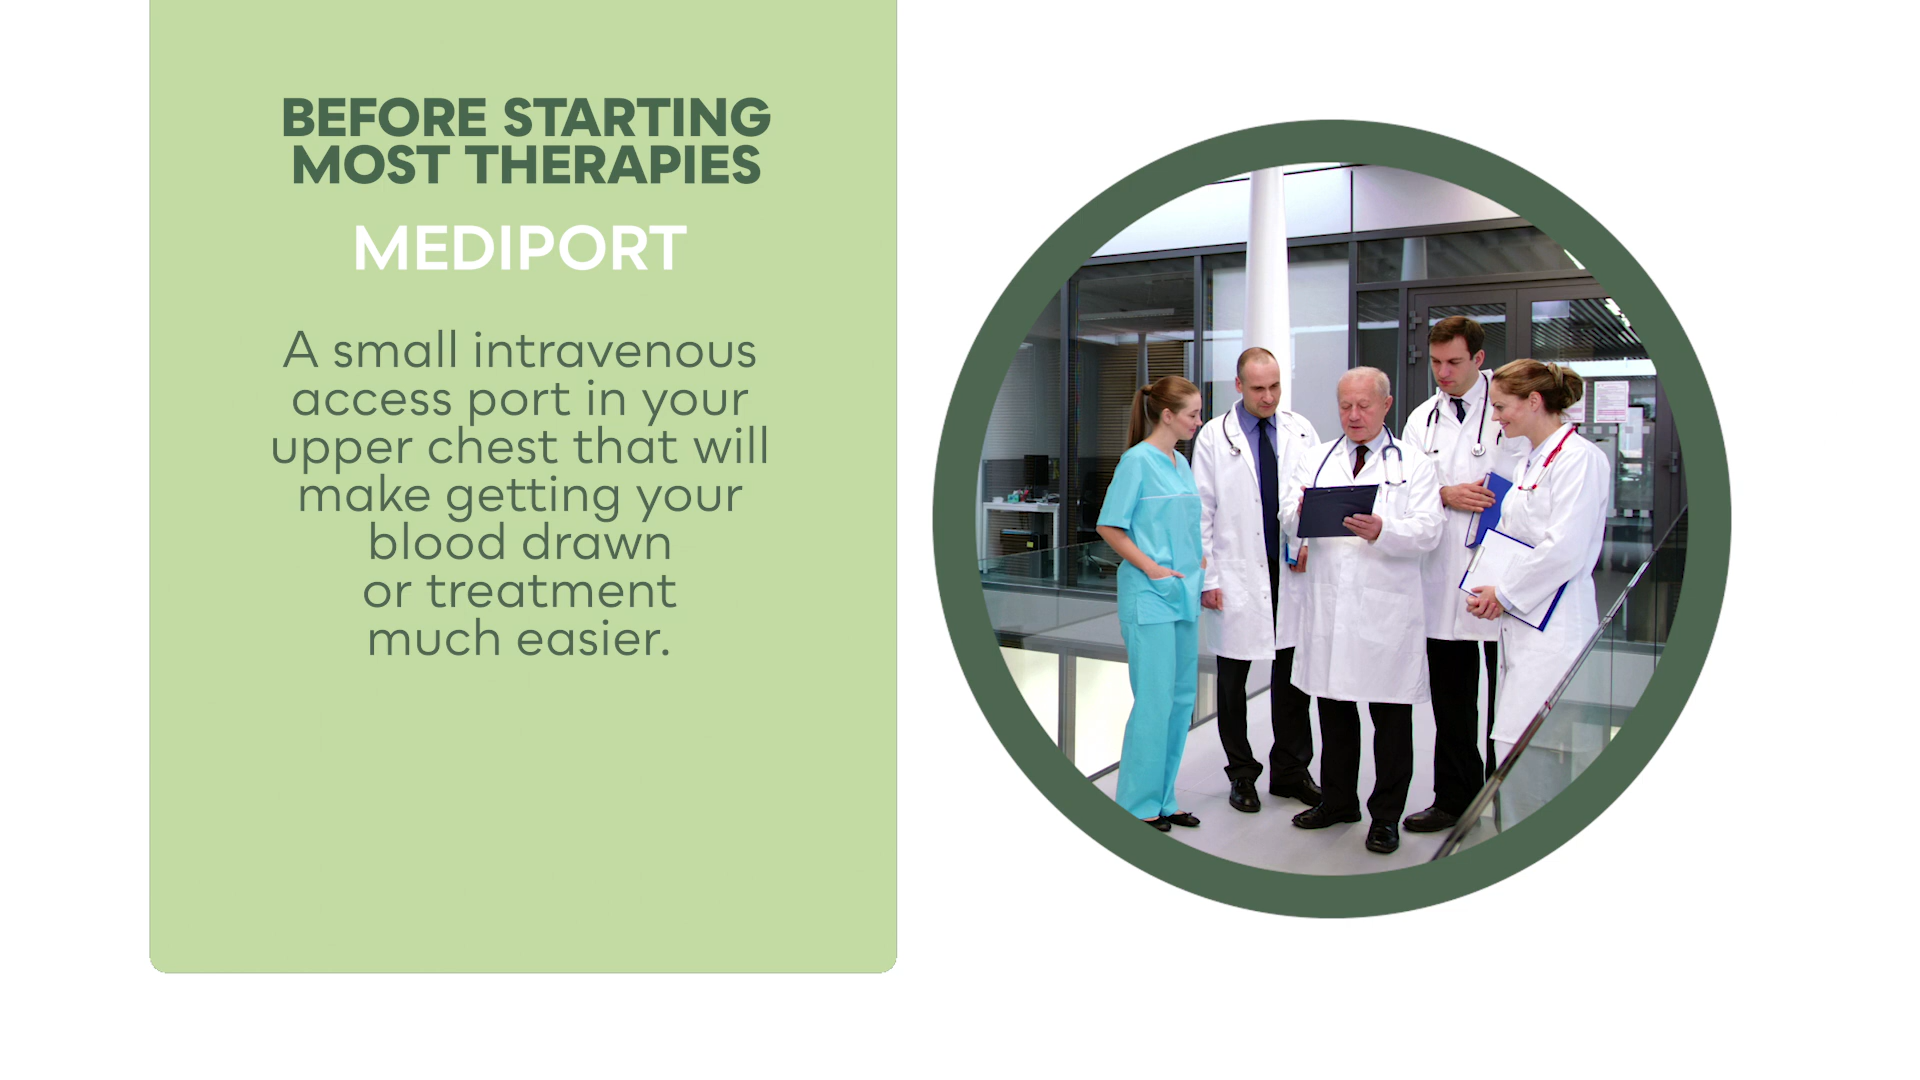 BEFORE STARTING
MOST THERAPIES
MEDIPORT
A small intravenous
access port in your
upper chest that will
make getting your
blood drawn
or treatment
much easier.